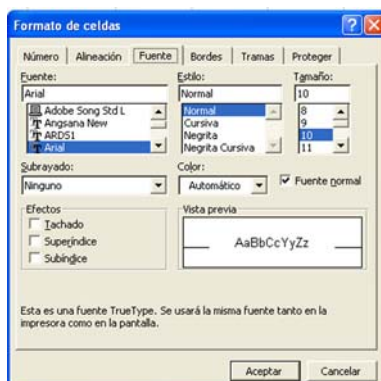 Formato de celdas
Número Alineación Fuente Bordes Tramas Proteger
Fuente: Estilo: Tamaño:
Arial Normal 10
Adobe Song Std L Normal 8
Angsana New Cursiva 9
ARDS1 Negrita 10
Arial Negrita Cursiva 11
Subrayado: Color:
Ninguno Automático Fuente normal
Efectos Vista previa
Tachado
Superíndice AaBbCcYyZz
Subíndice
Esta es una fuente TrueType. Se usará la misma fuente tanto en la
impresora como en la pantalla.
Aceptar Cancelar